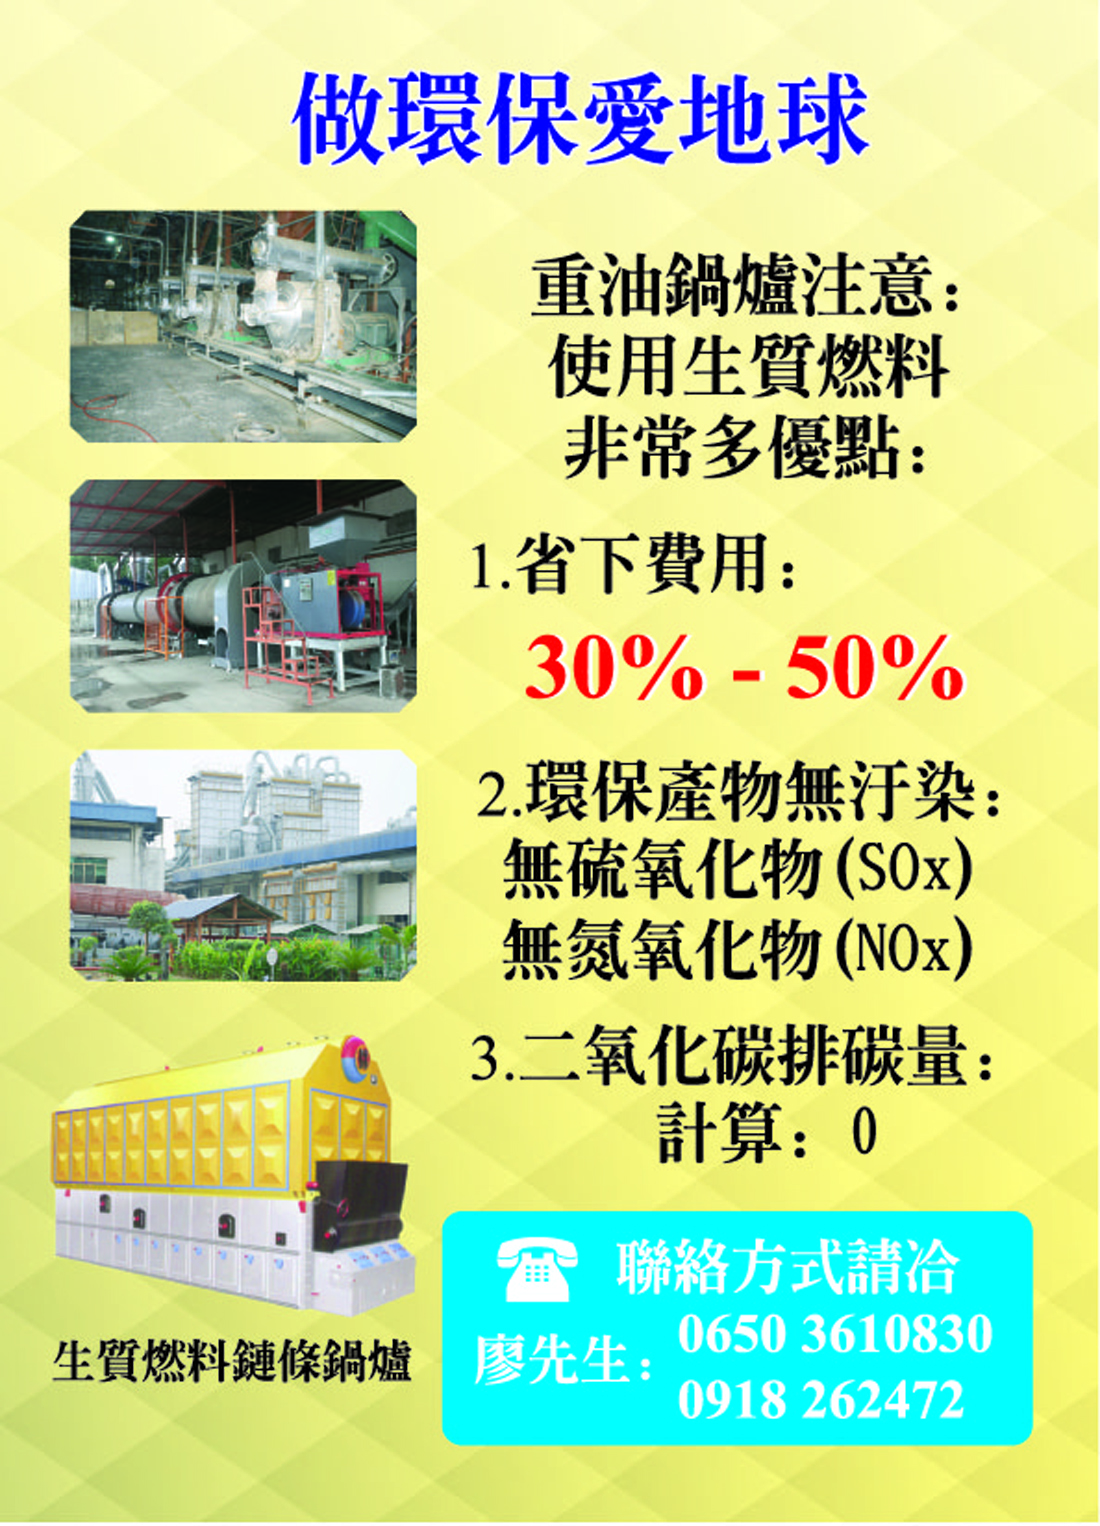 做環保愛地球
重油鍋爐注意：
使用生質燃料
非常多優點：
1.省下費用：
30% - 50%
2.環保產物無汙染：
無硫氧化物(SOx)
無氮氧化物(NOx)
3.二氧化碳排碳量：
計算：0
生質燃料鏈條鍋爐
聯絡方式請洽
廖先生：0650 3610830
0918 262472